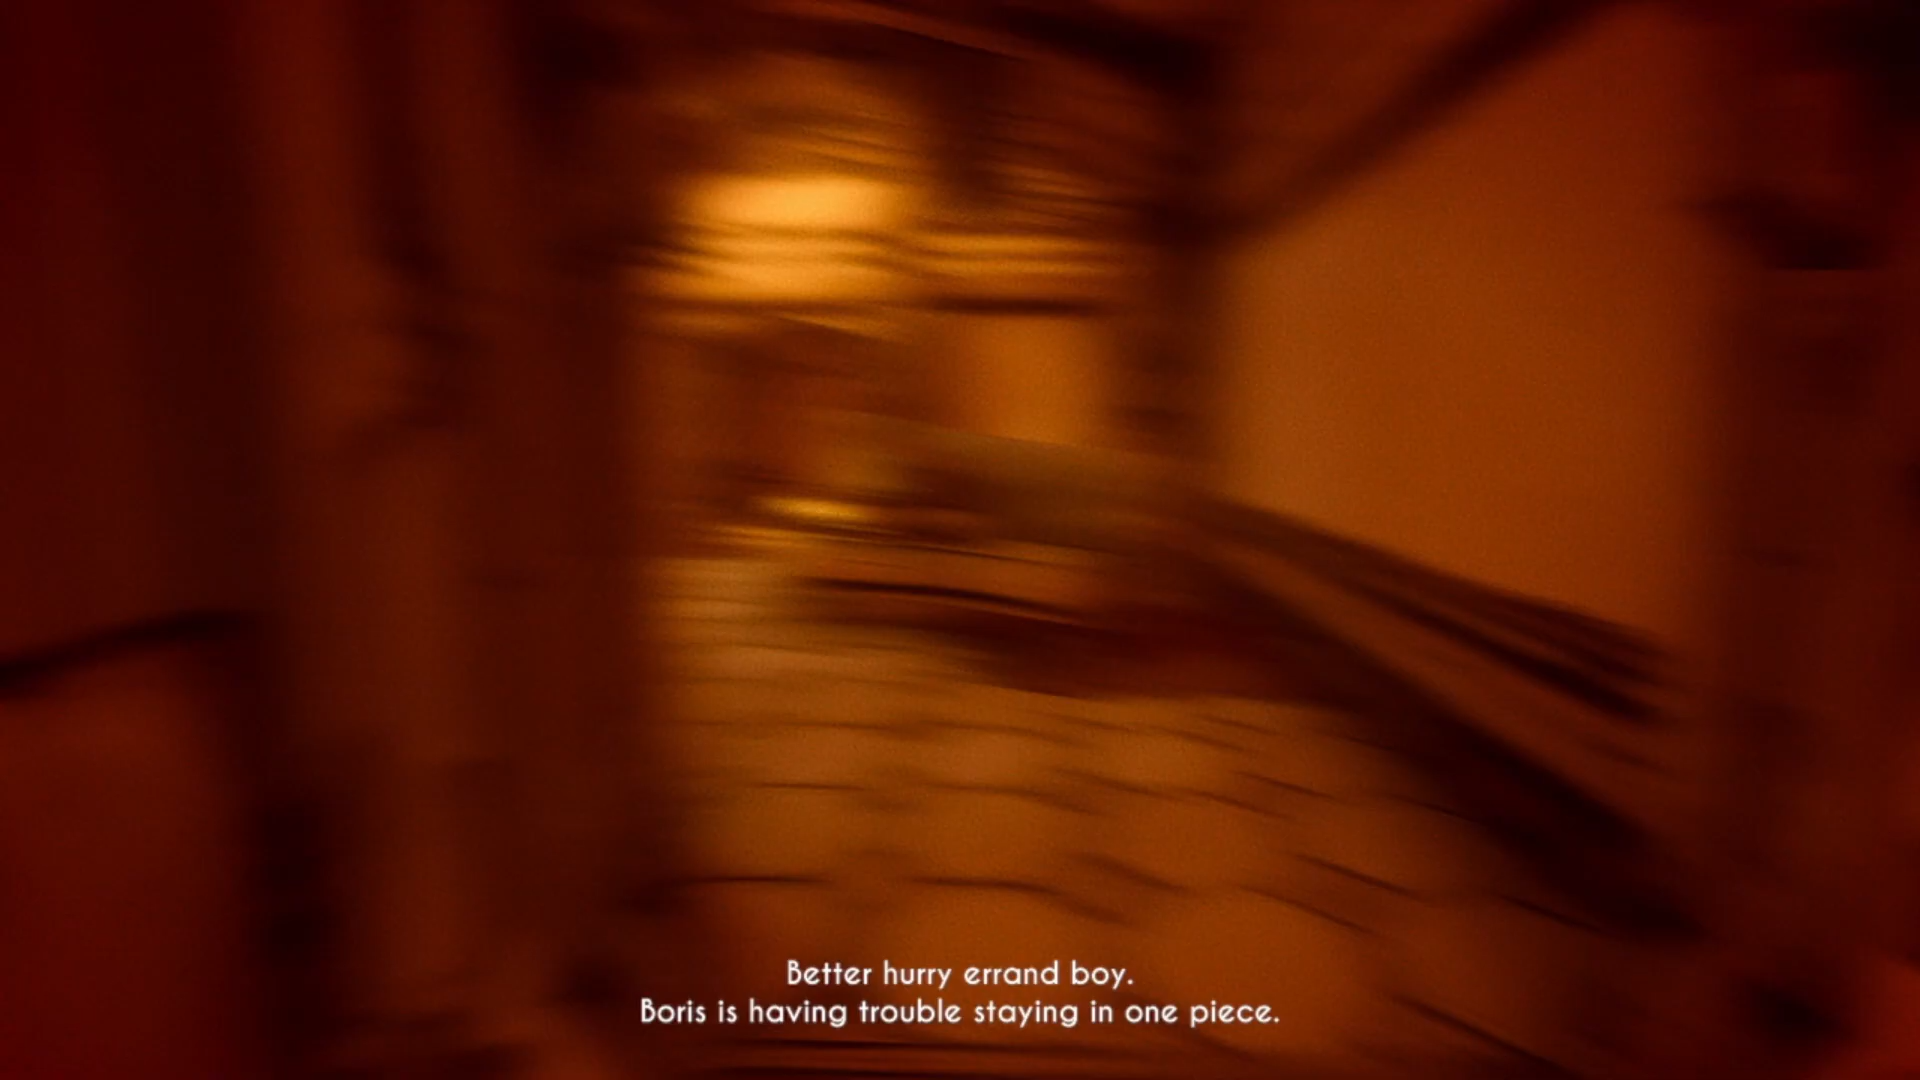 Better hurry errand boy.
Boris is having trouble staying in one piece.